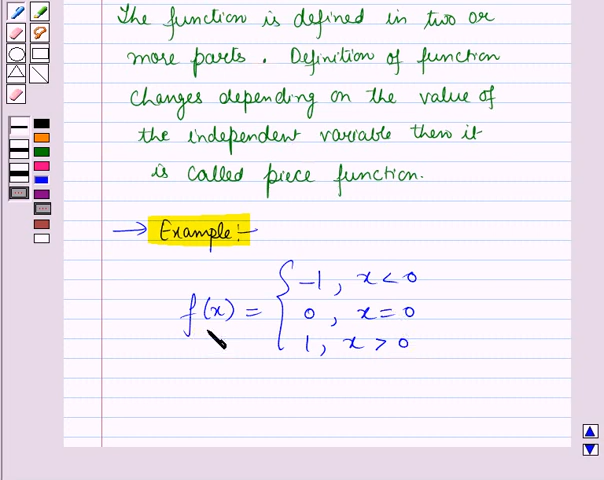 The function is defined in two or
more parts. Definition of function
changes depending on the value of
the independent variable then it
is called piece function.
→ Example :-
-1, x < 0
f(x) = { 0, x = 0
1, x > 0